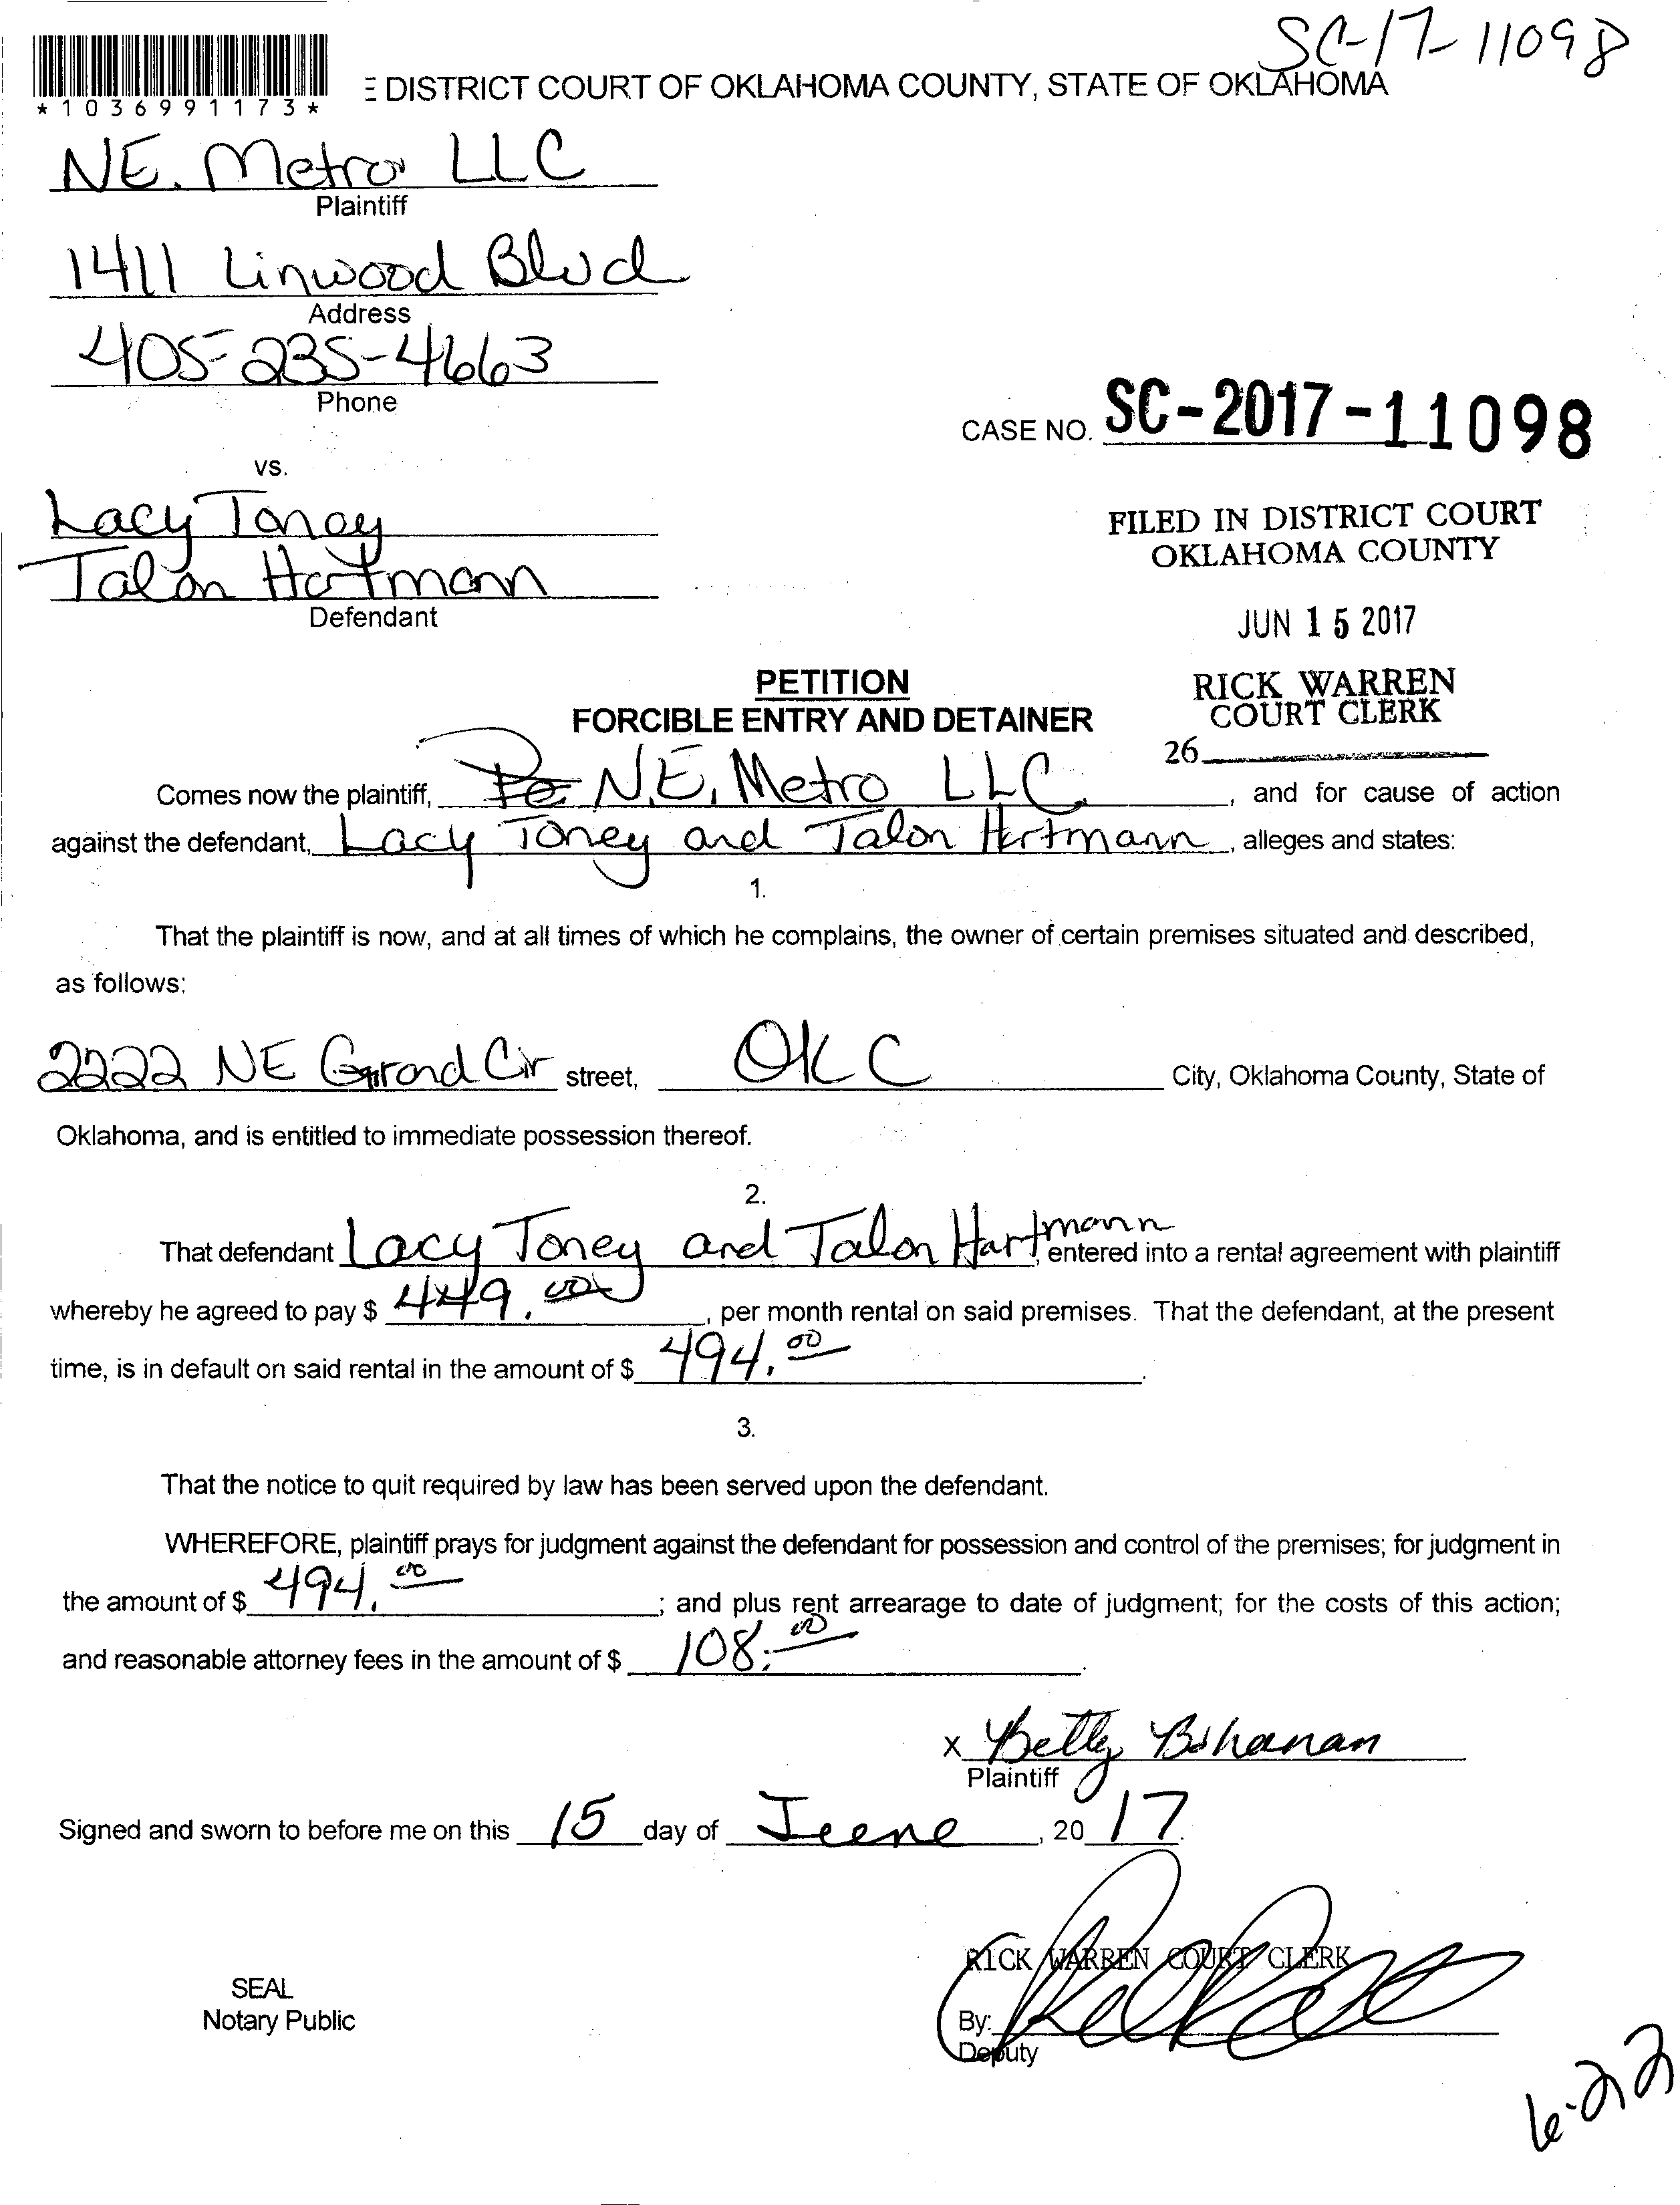 SC-17-11098
*1036991173*
E DISTRICT COURT OF OKLAHOMA COUNTY, STATE OF OKLAHOMA
NE. Metro LLC
Plaintiff
1411 Linwood Blvd
Address
405-235-4663
Phone
CASE NO. SC-2017-11098
vs.
Lacy Toney
Talon Hartmann
Defendant
FILED IN DISTRICT COURT
OKLAHOMA COUNTY
JUN 15 2017
RICK WARREN
COURT CLERK
26
PETITION
FORCIBLE ENTRY AND DETAINER
Comes now the plaintiff, N.E. Metro LLC, and for cause of action
against the defendant, Lacy Toney and Talon Hartmann, alleges and states:
1.
That the plaintiff is now, and at all times of which he complains, the owner of certain premises situated and described,
as follows:
2222 NE Grand Cir street, OKC City, Oklahoma County, State of
Oklahoma, and is entitled to immediate possession thereof.
2.
That defendant Lacy Toney and Talon Hartmann, entered into a rental agreement with plaintiff
whereby he agreed to pay $ 449.00, per month rental on said premises. That the defendant, at the present
time, is in default on said rental in the amount of $ 494.00.
3.
That the notice to quit required by law has been served upon the defendant.
WHEREFORE, plaintiff prays for judgment against the defendant for possession and control of the premises; for judgment in
the amount of $ 494.00; and plus rent arrearage to date of judgment; for the costs of this action;
and reasonable attorney fees in the amount of $ 108.00.
x Betty Bohanan
Plaintiff
Signed and sworn to before me on this 15 day of June, 20 17.
RICK WARREN COURT CLERK
SEAL
Notary Public
By:
Deputy
6-22